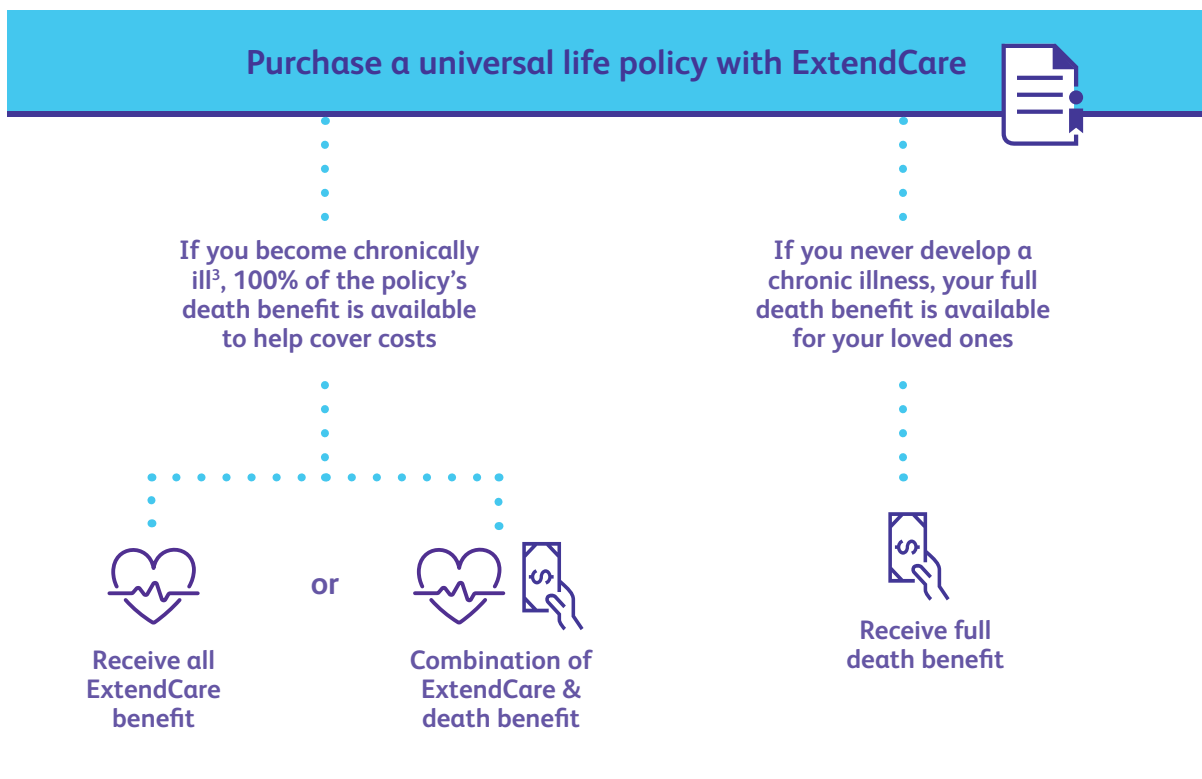 Purchase a universal life policy with ExtendCare
If you become chronically
ill³, 100% of the policy’s
death benefit is available
to help cover costs
If you never develop a
chronic illness, your full
death benefit is available
for your loved ones
or
$
$
Receive all
ExtendCare
benefit
Combination of
ExtendCare &
death benefit
Receive full
death benefit